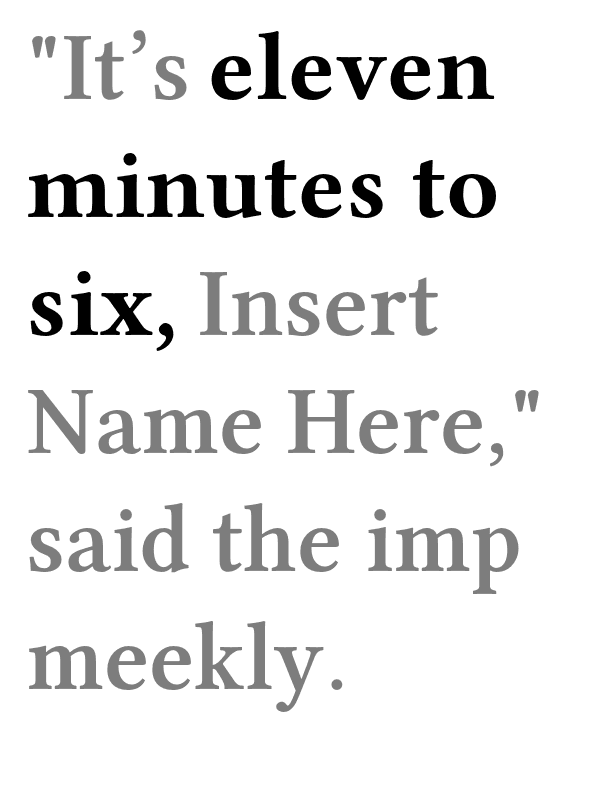 "It’s eleven
minutes to
six, Insert
Name Here,"
said the imp
meekly.